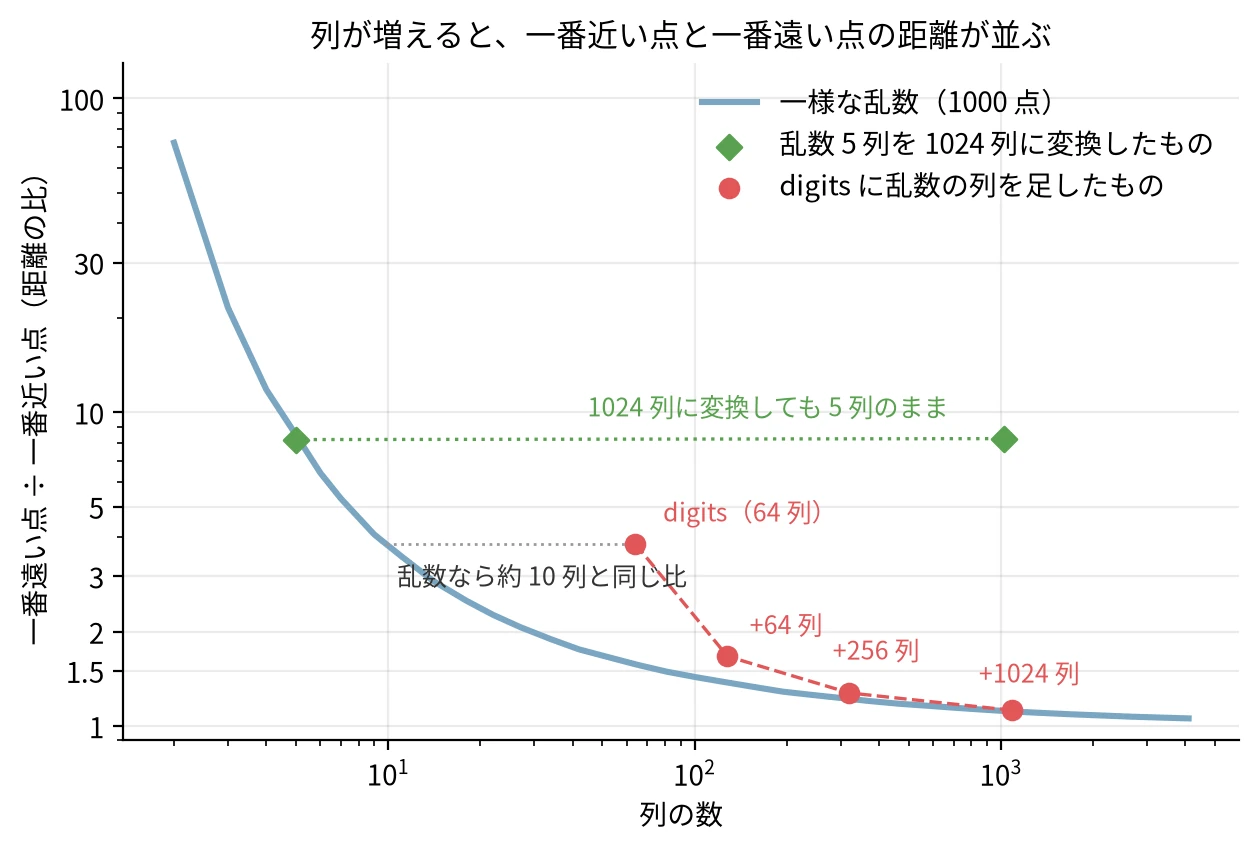 列が増えると、一番近い点と一番遠い点の距離が並ぶ
一番遠い点 ÷ 一番近い点（距離の比）
100
30
10
5
3
2
1.5
1
一様な乱数（1000 点）
乱数 5 列を 1024 列に変換したもの
digits に乱数の列を足したもの
1024 列に変換しても 5 列のまま
digits（64 列）
乱数なら約 10 列と同じ比
+64 列
+256 列
+1024 列
10¹
10²
10³
列の数